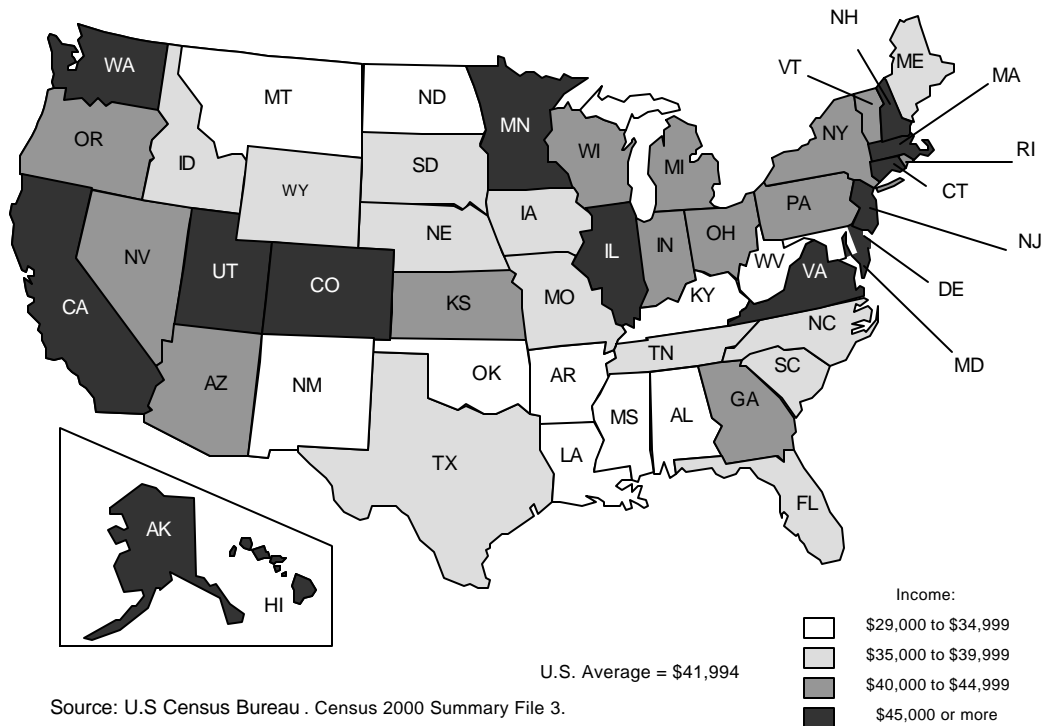 NH
VT
ME
MA
WA
MT
ND
MN
OR
ID
SD
WI
MI
NY
RI
WY
CT
IA
PA
NE
NV
UT
CO
IL
IN
OH
NJ
WV
VA
CA
KS
MO
KY
DE
NC
MD
TN
AZ
NM
OK
AR
SC
MS
AL
GA
LA
TX
FL
AK
HI
Income:
$29,000 to $34,999
$35,000 to $39,999
$40,000 to $44,999
$45,000 or more
U.S. Average = $41,994
Source: U.S Census Bureau . Census 2000 Summary File 3.